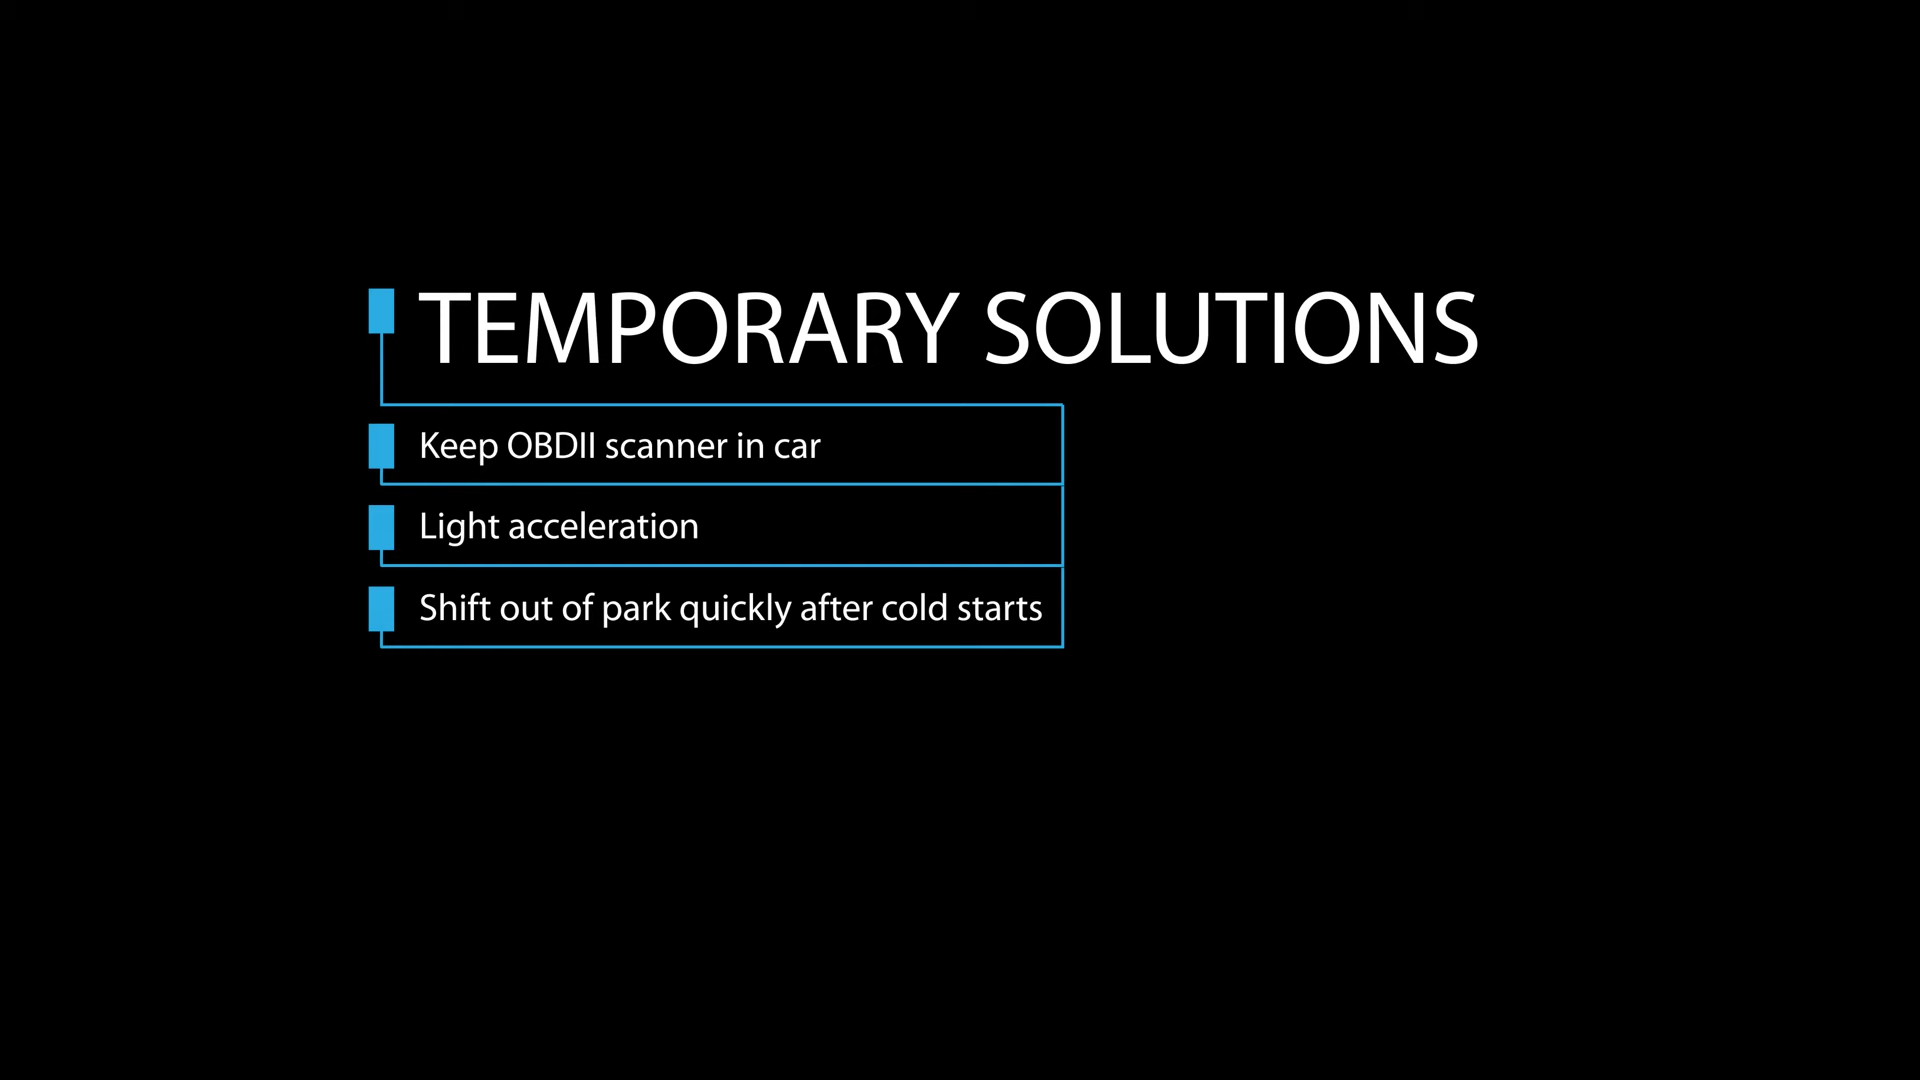 TEMPORARY SOLUTIONS
Keep OBDII scanner in car
Light acceleration
Shift out of park quickly after cold starts